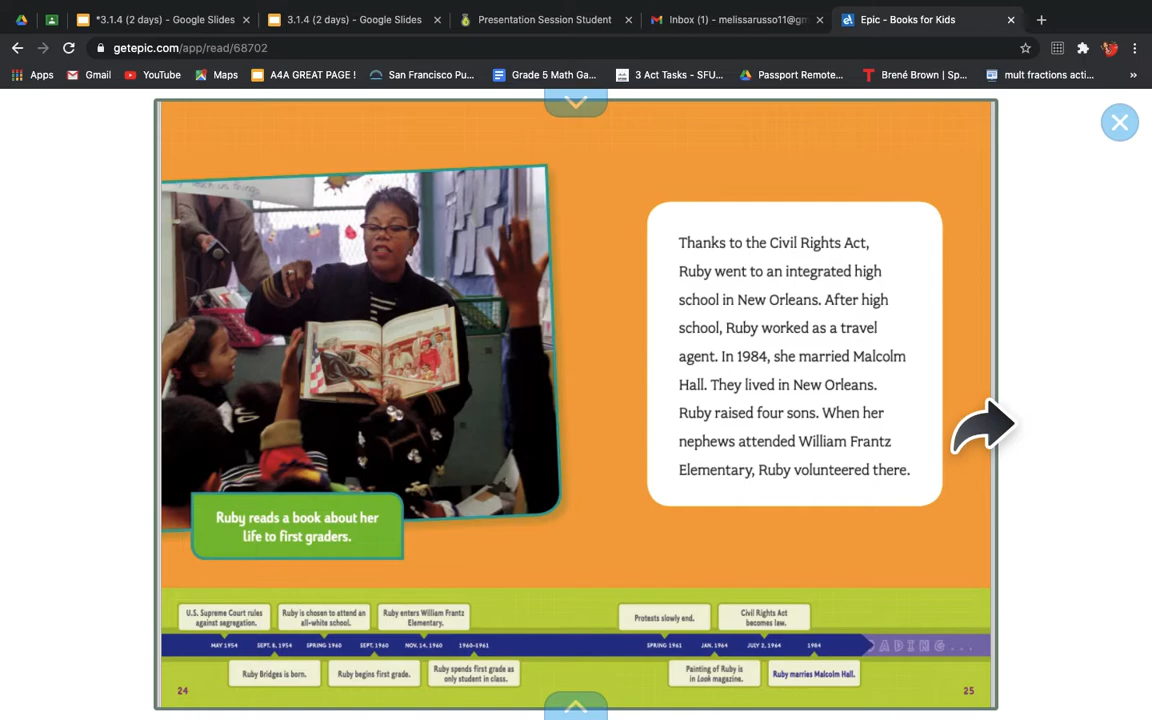 *3.1.4 (2 days) - Google Slides
3.1.4 (2 days) - Google Slides
Presentation Session Student
Inbox (1) - melissarusso11@gm
Epic - Books for Kids
getepic.com/app/read/68702
Apps
Gmail
YouTube
Maps
A4A GREAT PAGE !
San Francisco Pu...
Grade 5 Math Ga...
3 Act Tasks - SFU...
Passport Remote...
Brené Brown | Sp...
mult fractions acti...
Thanks to the Civil Rights Act,
Ruby went to an integrated high
school in New Orleans. After high
school, Ruby worked as a travel
agent. In 1984, she married Malcolm
Hall. They lived in New Orleans.
Ruby raised four sons. When her
nephews attended William Frantz
Elementary, Ruby volunteered there.
Ruby reads a book about her
life to first graders.
U.S. Supreme Court rules
against segregation.
Ruby is chosen to attend an
all-white school.
Ruby enters William Frantz
Elementary.
Protests slowly end.
Civil Rights Act
becomes law.
MAY 1954
SEPT. 8, 1954
SPRING 1960
SEPT. 1960
NOV. 14, 1960
1960–1961
SPRING 1961
JAN. 1964
JULY 2, 1964
1984
ADING...
Ruby Bridges is born.
Ruby begins first grade.
Ruby spends first grade as
only student in class.
Painting of Ruby is
in Look magazine.
Ruby marries Malcolm Hall.
24
25